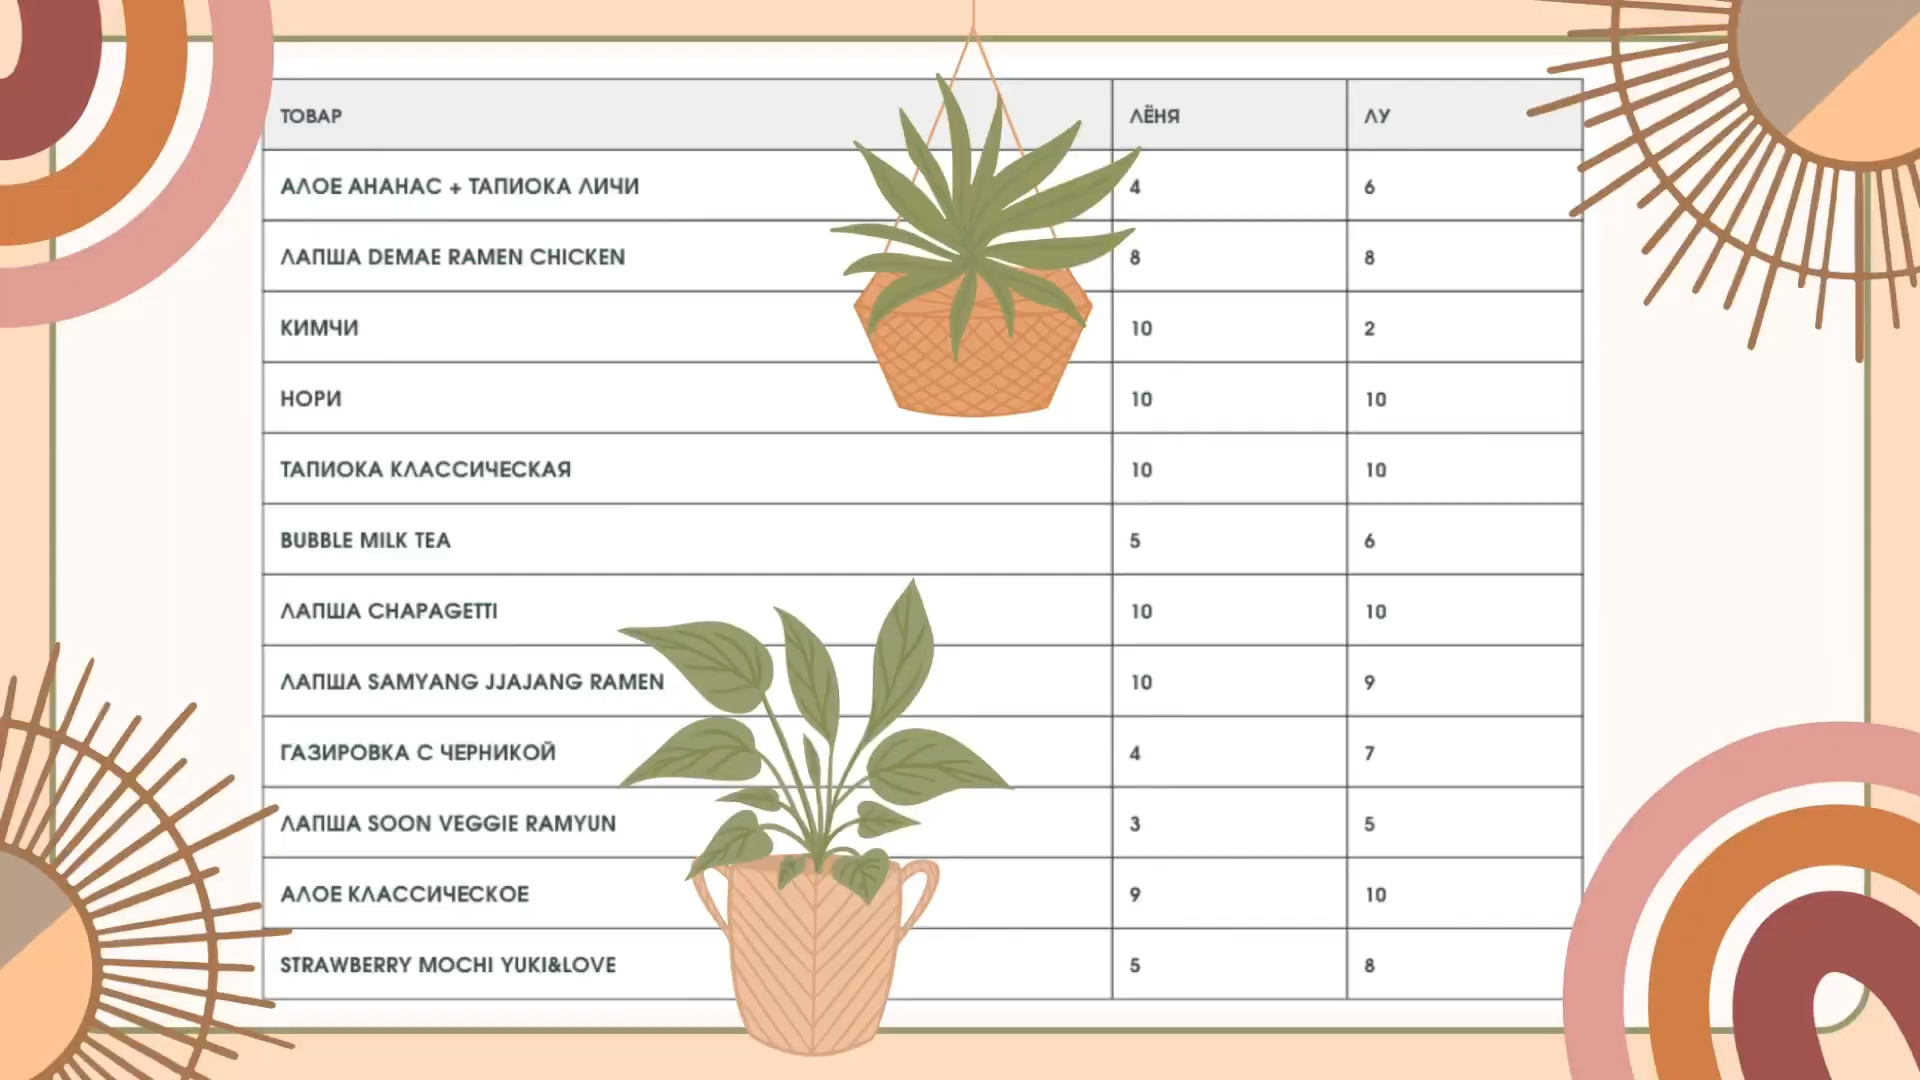 ТОВАР ЛЁНЯ ЛУ
АЛОЕ АНАНАС + ТАПИОКА ЛИЧИ 4 6
ЛАПША DEMAE RAMEN CHICKEN 8 8
КИМЧИ 10 2
НОРИ 10 10
ТАПИОКА КЛАССИЧЕСКАЯ 10 10
BUBBLE MILK TEA 5 6
ЛАПША CHAPAGETTI 10 10
ЛАПША SAMYANG JJAJANG RAMEN 10 9
ГАЗИРОВКА С ЧЕРНИКОЙ 4 7
ЛАПША SOON VEGGIE RAMYUN 3 5
АЛОЕ КЛАССИЧЕСКОЕ 9 10
STRAWBERRY MOCHI YUKI&LOVE 5 8